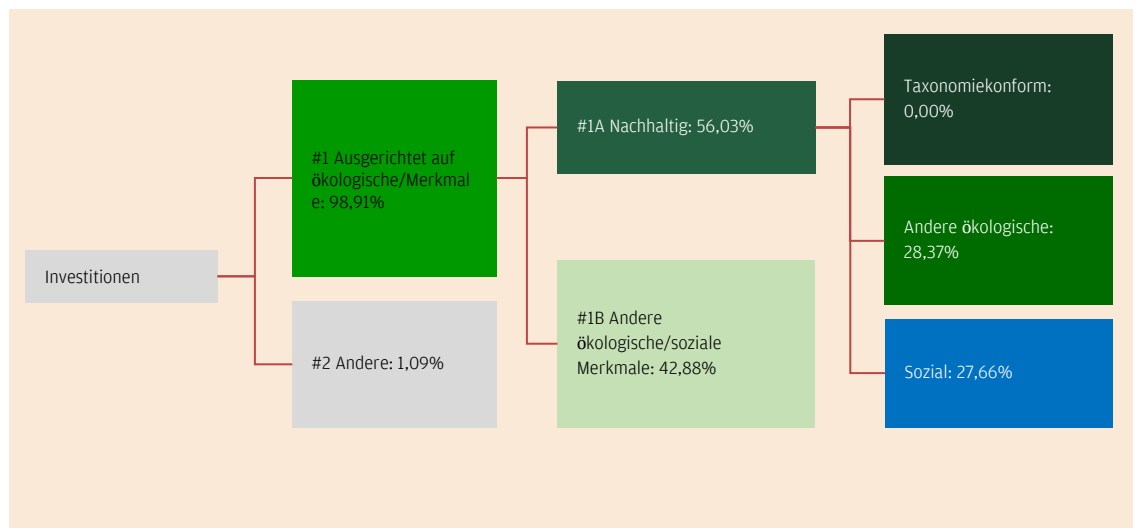 Investitionen
#1 Ausgerichtet auf
ökologische/Merkmal
e: 98,91%
#2 Andere: 1,09%
#1A Nachhaltig: 56,03%
#1B Andere
ökologische/soziale
Merkmale: 42,88%
Taxonomiekonform:
0,00%
Andere ökologische:
28,37%
Sozial: 27,66%